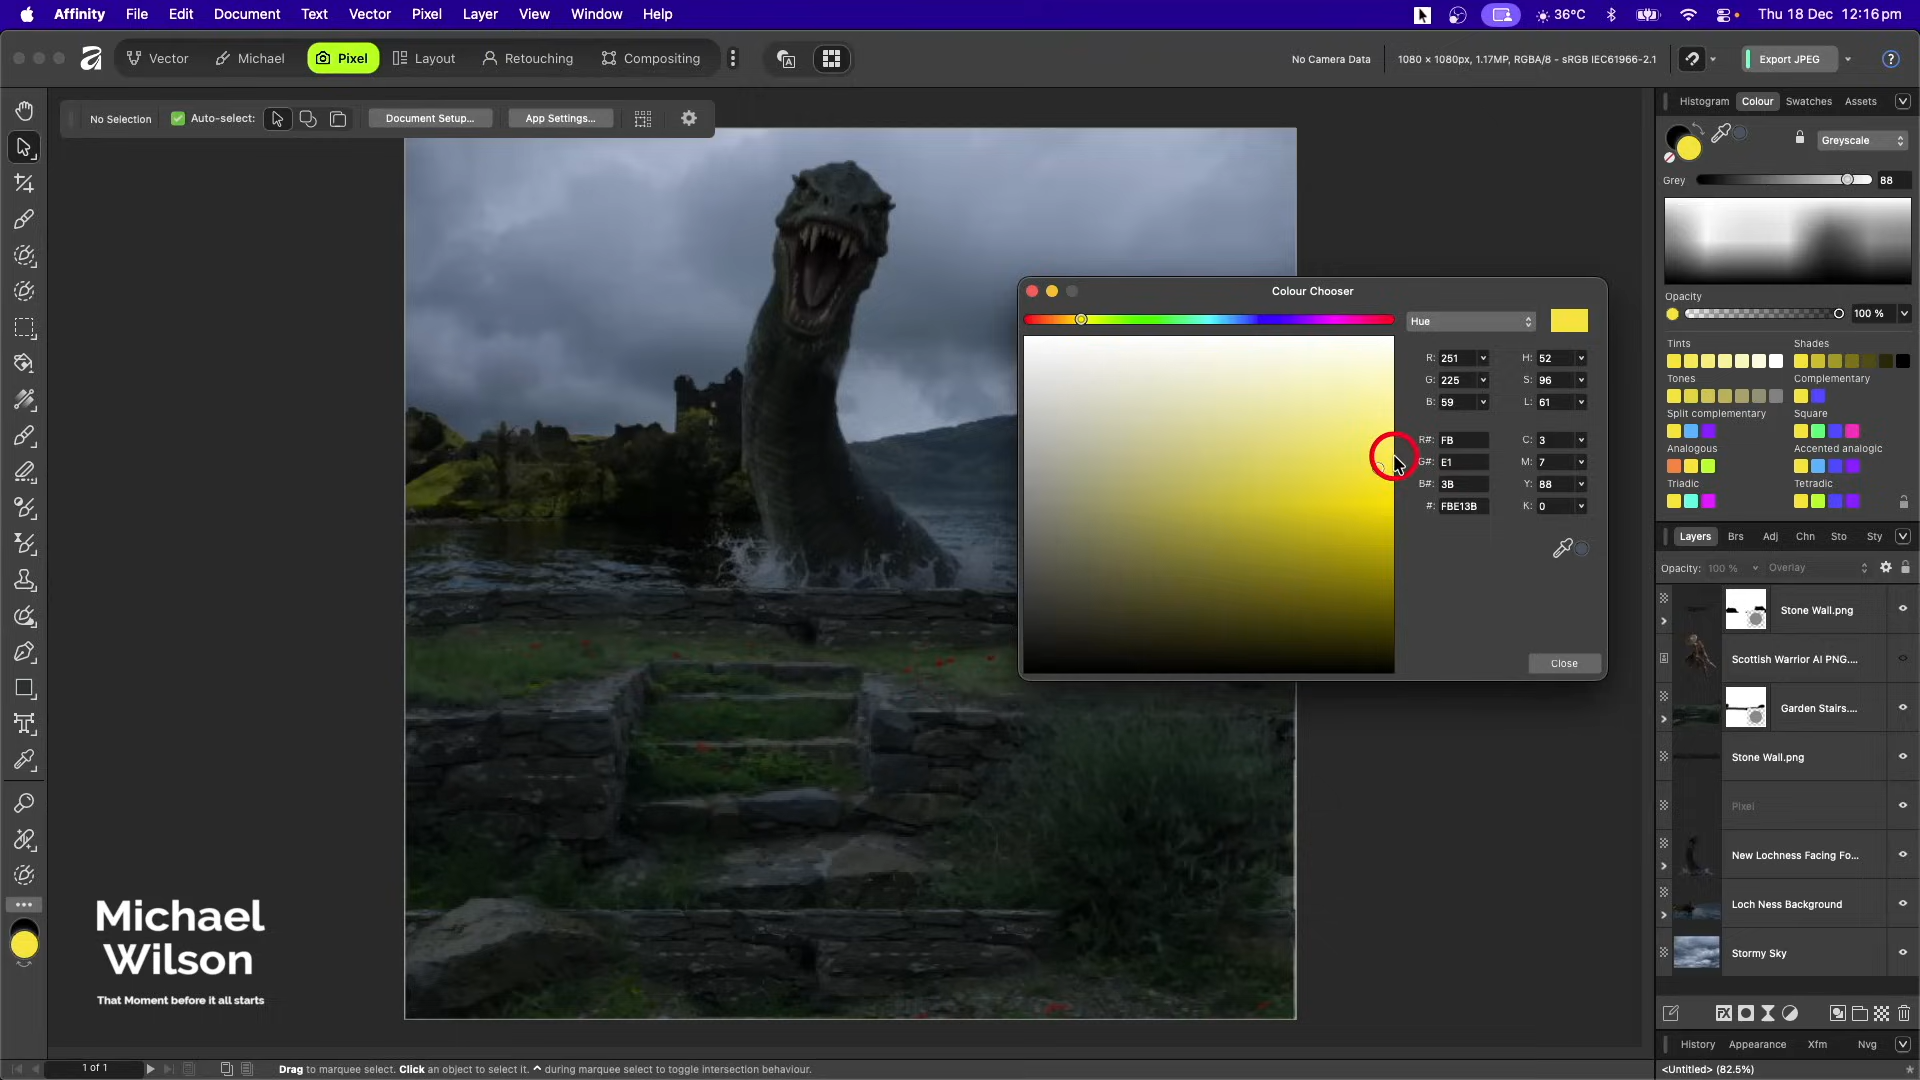 Affinity File Edit Document Text Vector Pixel Layer View Window Help
36°C Thu 18 Dec 12:16 pm
Vector Michael Pixel Layout Retouching Compositing
No Camera Data 1080 × 1080px, 1.17MP, RGBA/8 - sRGB IEC61966-2.1 Export JPEG ?
No Selection Auto-select: Document Setup... App Settings...
Histogram Colour Swatches Assets
Greyscale
Grey 88
Opacity
100 %
Tints Shades
Tones Complementary
Split complementary Square
Analogous Accented analogic
Triadic Tetradic
Colour Chooser
Hue
R: 251 H: 52
G: 225 S: 96
B: 59 L: 61
R#: FB C: 3
G#: E1 M: 7
B#: 3B Y: 88
#: FBE13B K: 0
Close
Layers Brs Adj Chn Sto Sty
Opacity: 100 % Overlay
Stone Wall.png
Scottish Warrior AI PNG....
Garden Stairs....
Stone Wall.png
Pixel
New Lochness Facing Fo...
Loch Ness Background
Stormy Sky
FX
History Appearance Xfm Nvg
<Untitled> (82.5%)
Michael
Wilson
That Moment before it all starts
1 of 1
Drag to marquee select. Click an object to select it. ⌃ during marquee select to toggle intersection behaviour.